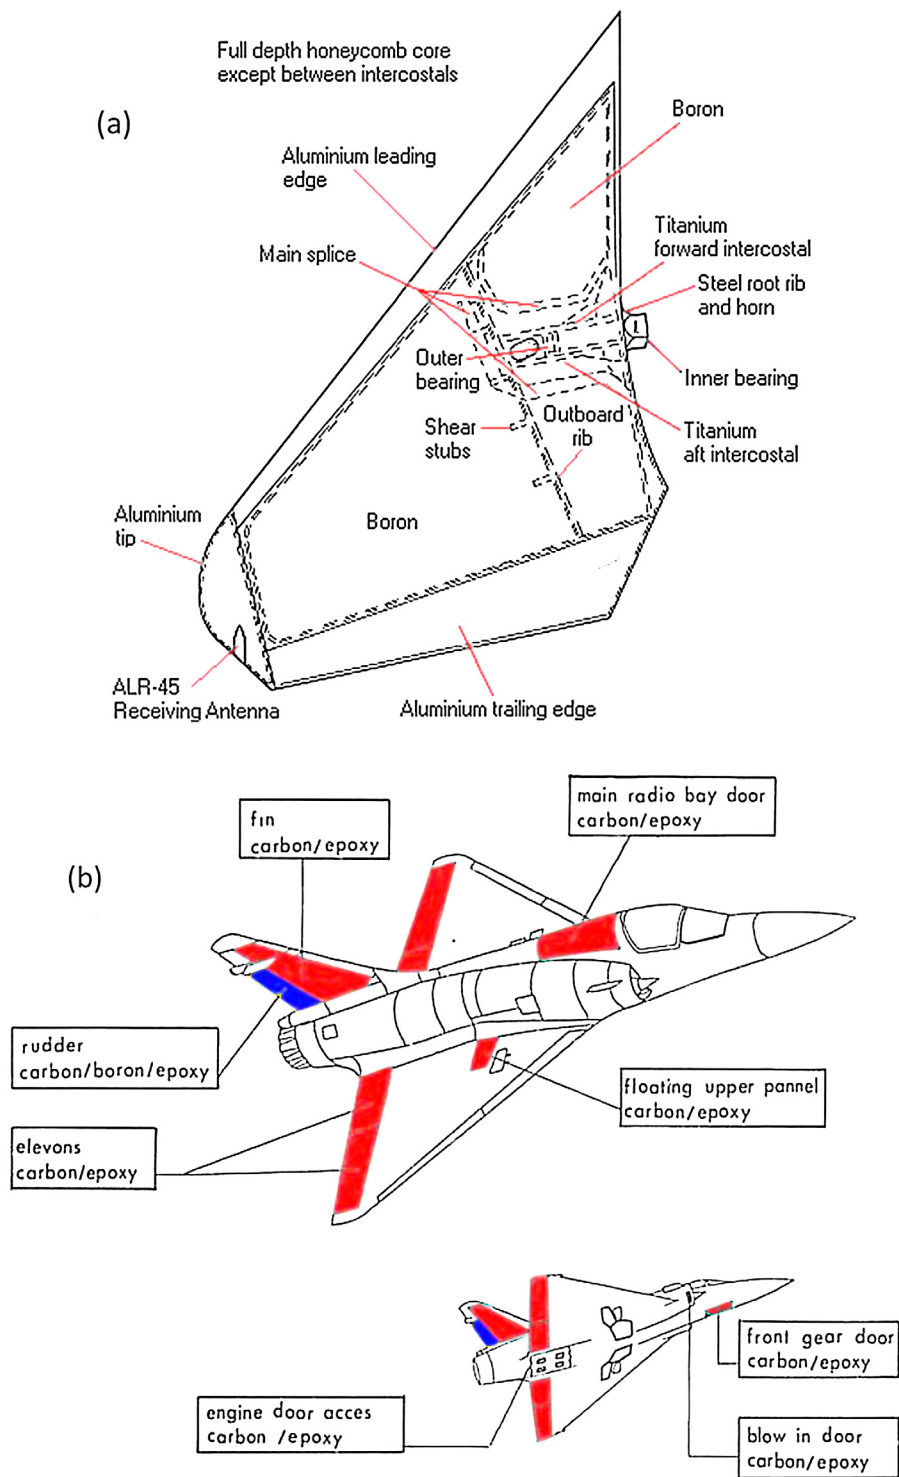 Full depth honeycomb core
except between intercostals
(a)
Boron
Aluminium leading
edge
Titanium
forward intercostal
Main splice
Steel root rib
and horn
Outer
bearing
Inner bearing
Shear
stubs
Outboard
rib
Titanium
aft intercostal
Aluminium
tip
Boron
ALR-45
Receiving Antenna
Aluminium trailing edge
main radio bay door
carbon/epoxy
fin
carbon/epoxy
(b)
rudder
carbon/boron/epoxy
floating upper pannel
carbon/epoxy
elevons
carbon/epoxy
front gear door
carbon/epoxy
engine door acces
carbon /epoxy
blow in door
carbon/epoxy